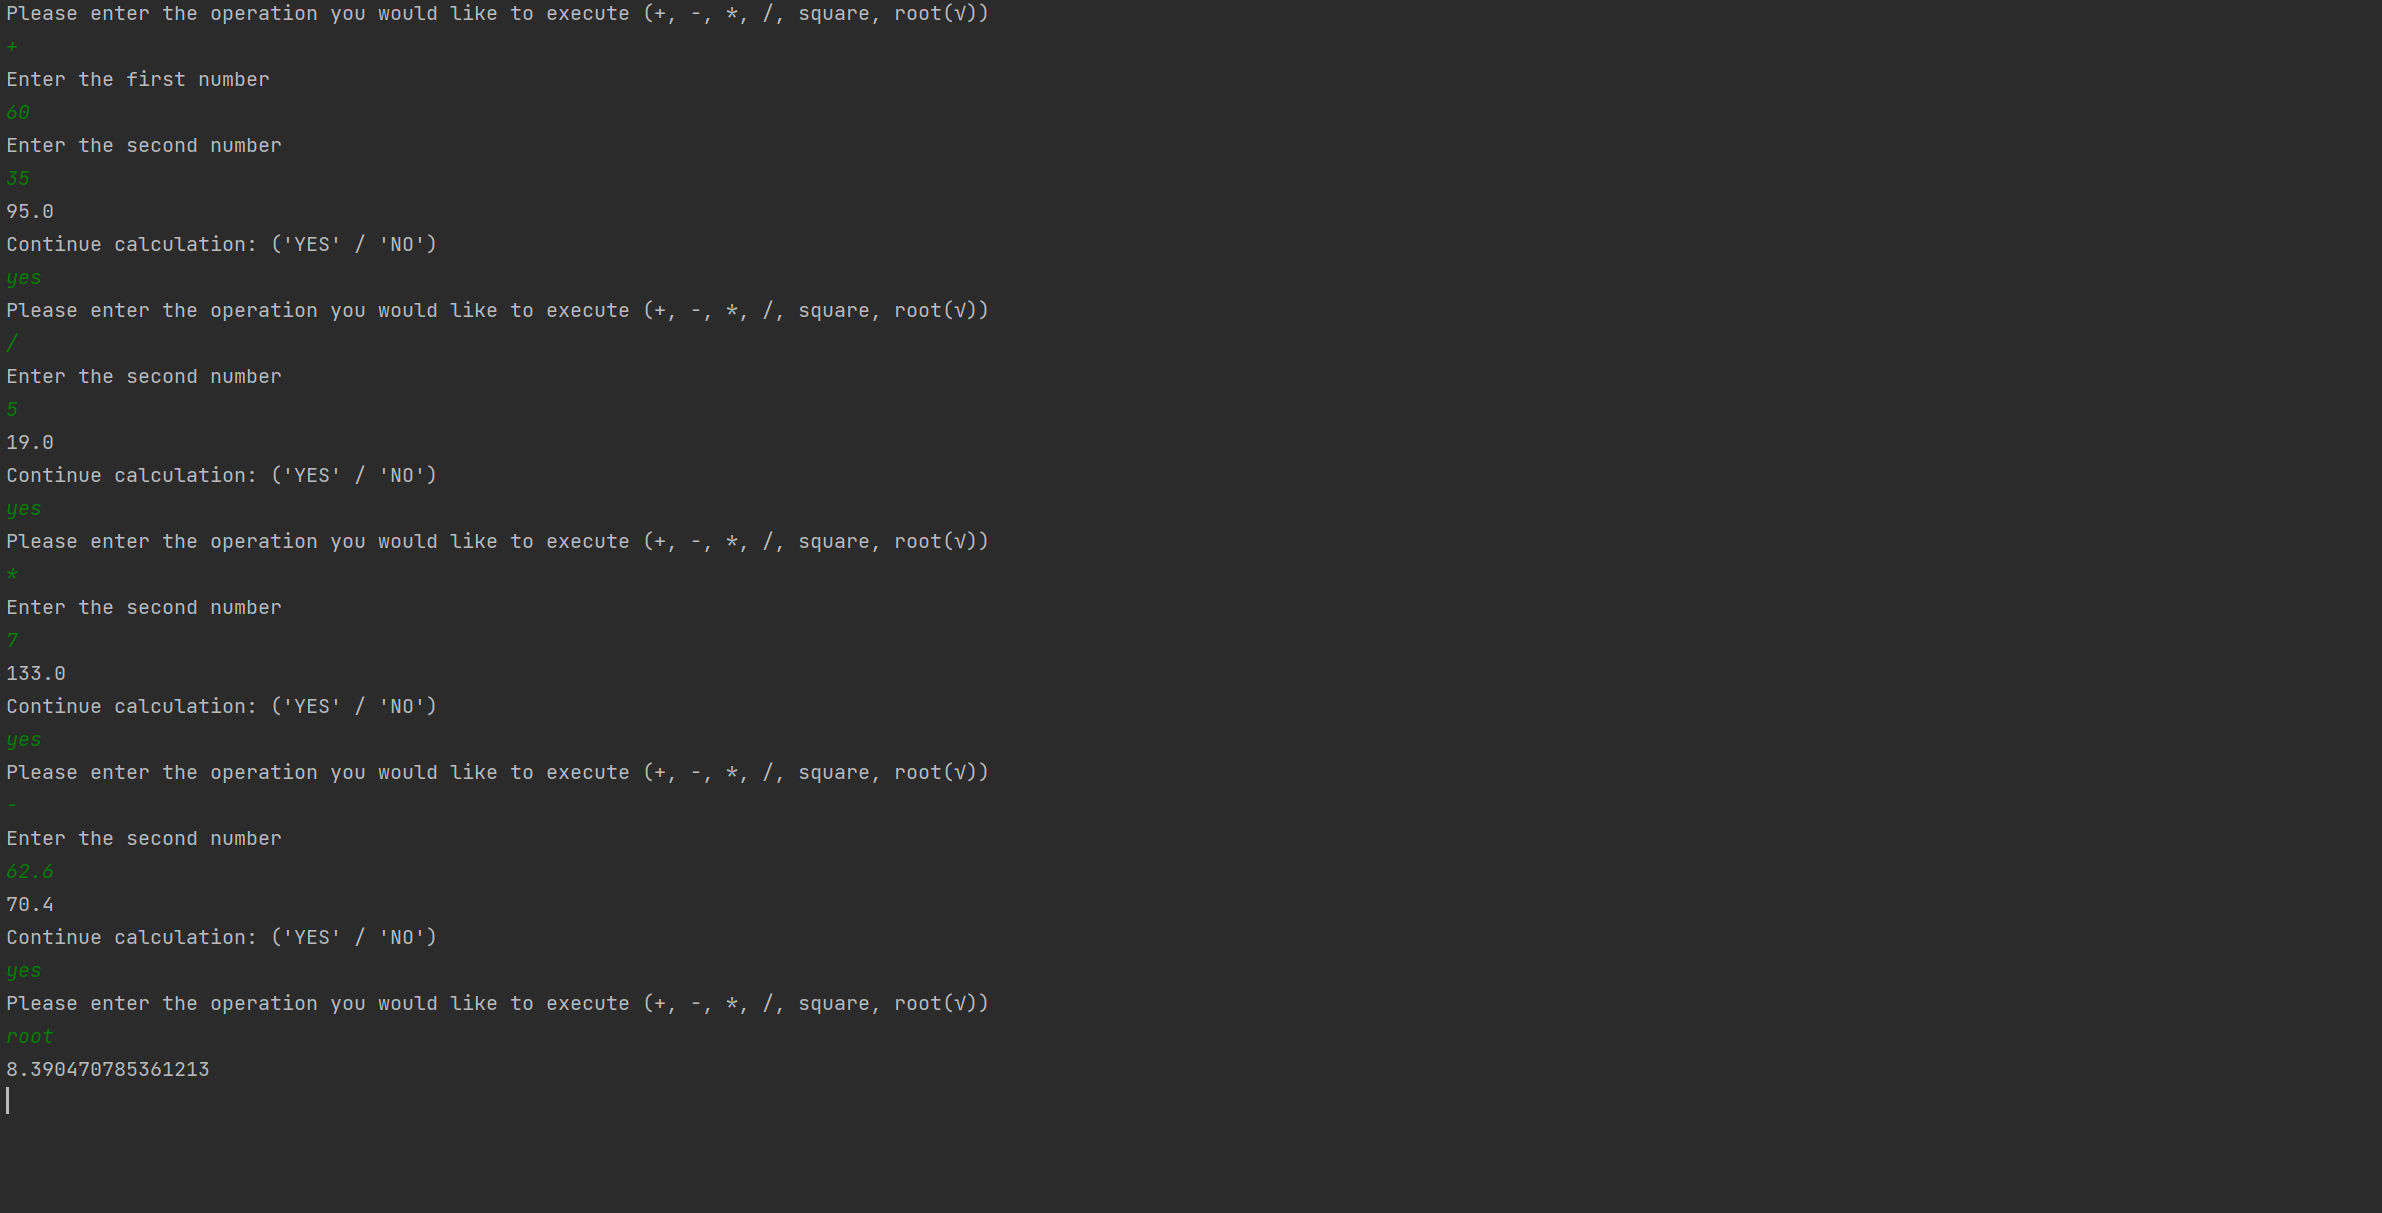 Please enter the operation you would like to execute (+, -, *, /, square, root(√))
+
Enter the first number
60
Enter the second number
35
95.0
Continue calculation: ('YES' / 'NO')
yes
Please enter the operation you would like to execute (+, -, *, /, square, root(√))
/
Enter the second number
5
19.0
Continue calculation: ('YES' / 'NO')
yes
Please enter the operation you would like to execute (+, -, *, /, square, root(√))
*
Enter the second number
7
133.0
Continue calculation: ('YES' / 'NO')
yes
Please enter the operation you would like to execute (+, -, *, /, square, root(√))
-
Enter the second number
62.6
70.4
Continue calculation: ('YES' / 'NO')
yes
Please enter the operation you would like to execute (+, -, *, /, square, root(√))
root
8.390470785361213